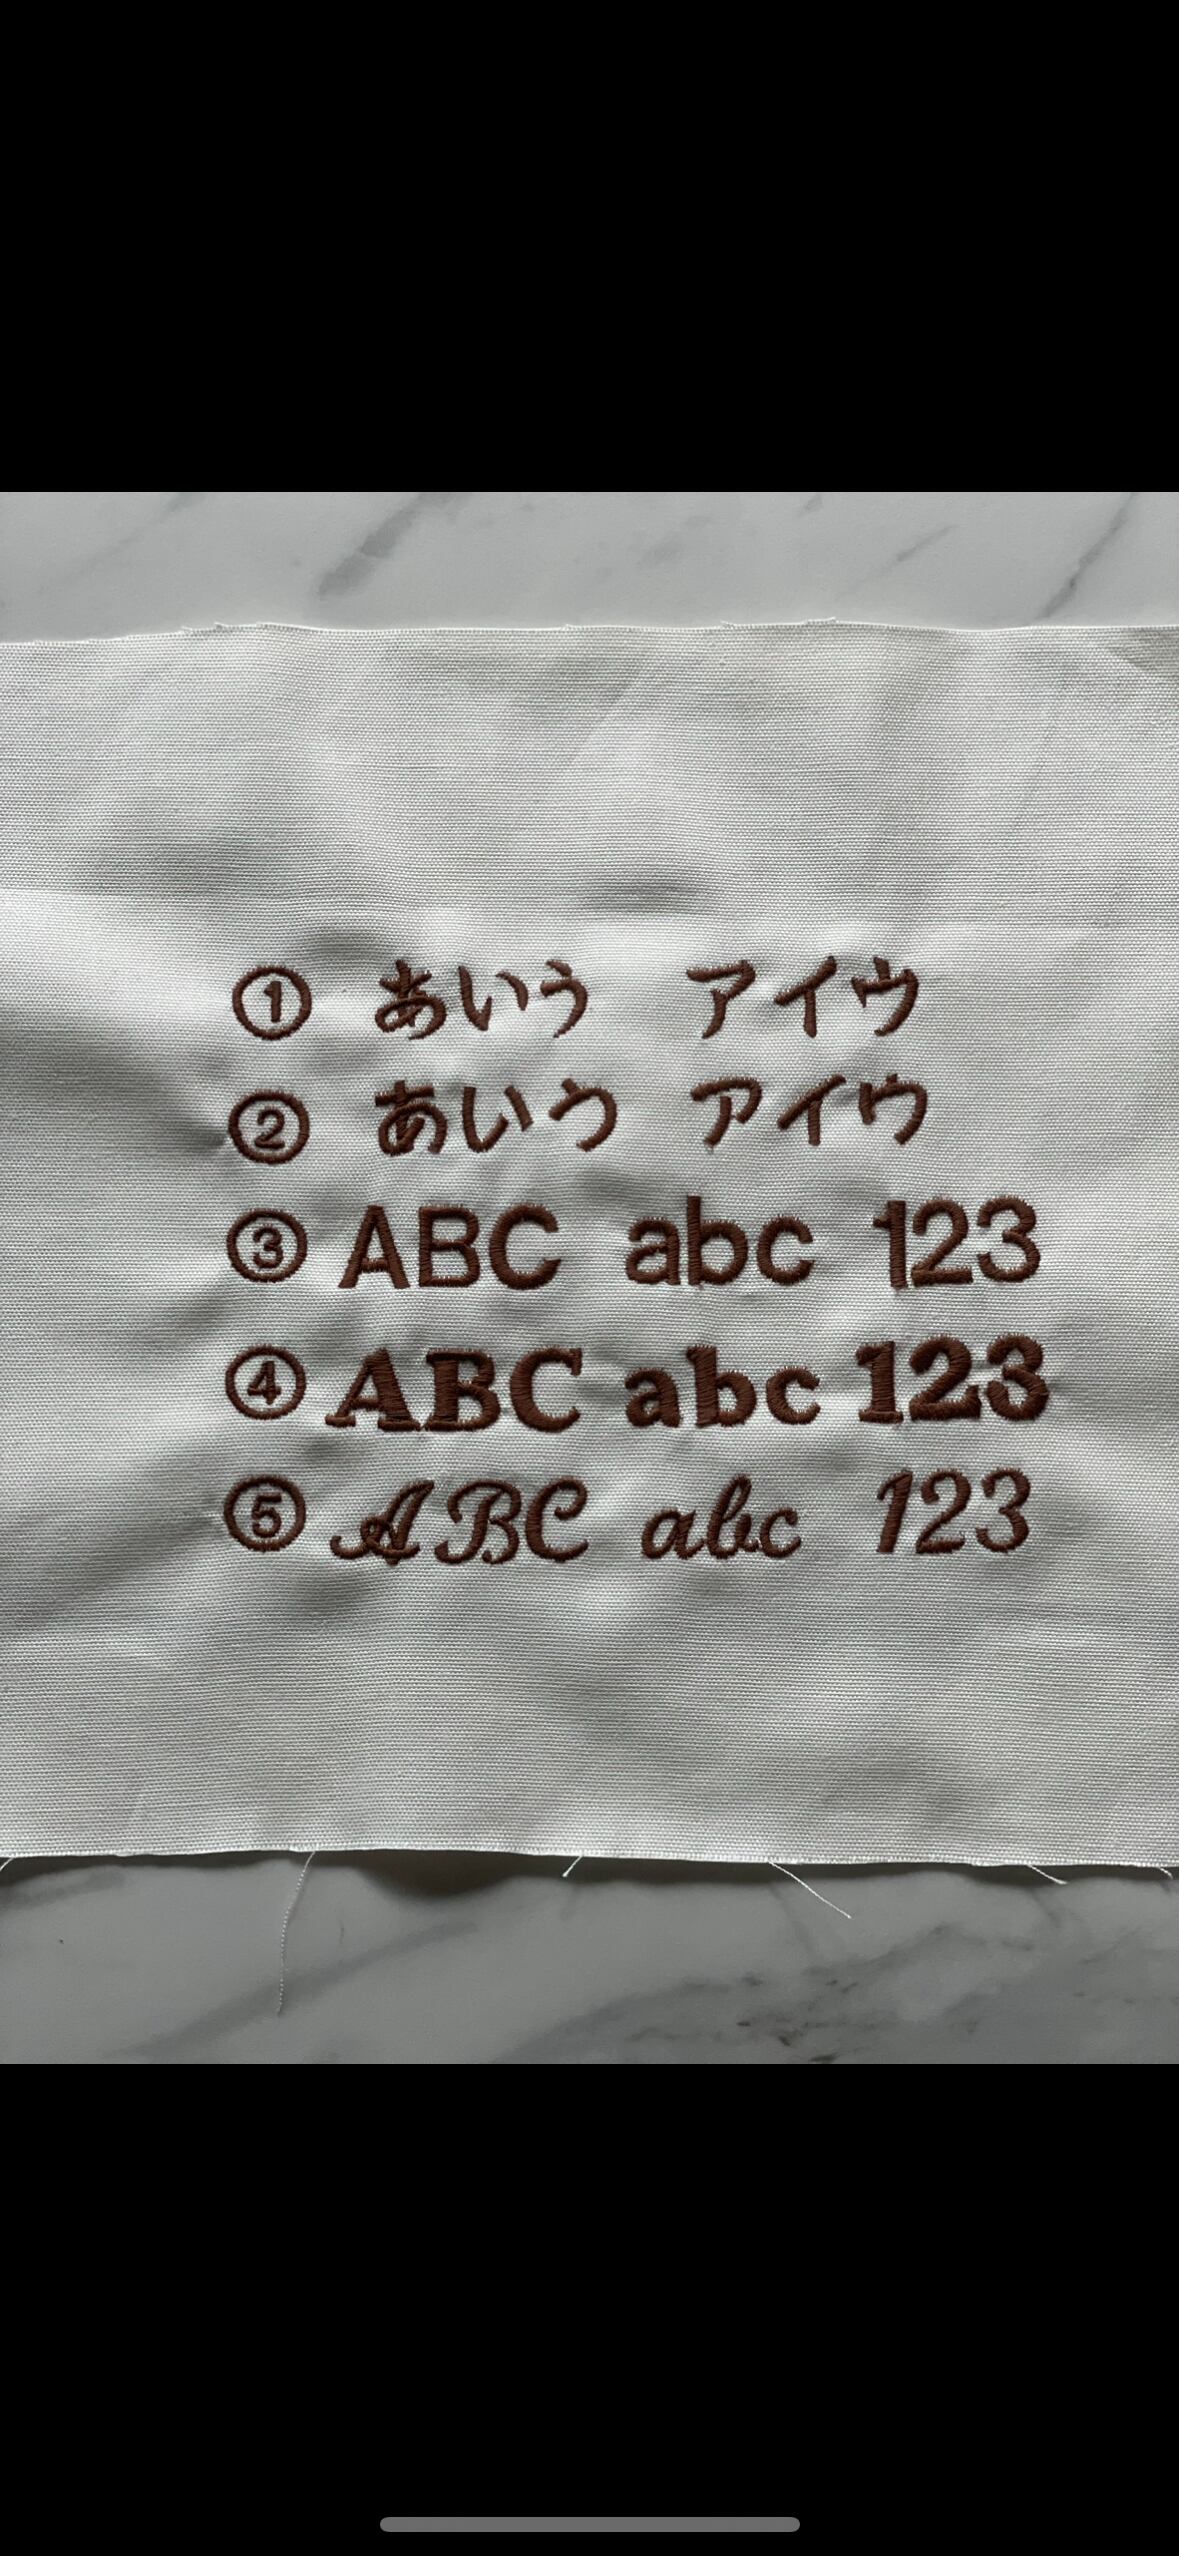 ① あいう アイウ
② あいう アイウ
③ ABC abc 123
④ ABC abc 123
⑤ ABC abc 123